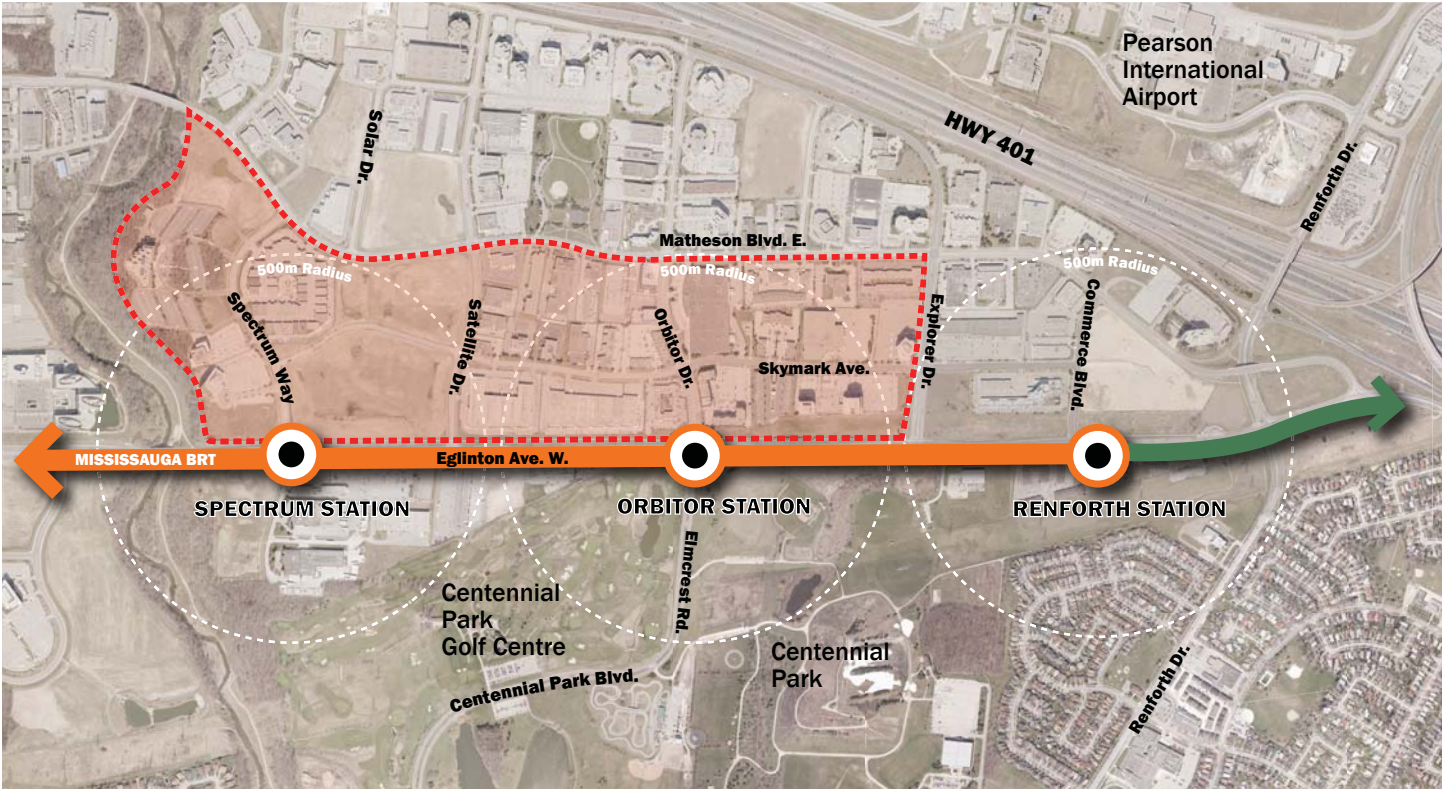 Pearson
International
Airport
HWY 401
Renforth Dr.
Solar Dr.
Matheson Blvd. E.
500m Radius
500m Radius
500m Radius
Spectrum Way
Satellite Dr.
Orbitor Dr.
Skymark Ave.
Explorer Dr.
Commerce Blvd.
MISSISSAUGA BRT
Eglinton Ave. W.
SPECTRUM STATION
ORBITOR STATION
RENFORTH STATION
Elmcrest Rd.
Centennial
Park
Golf Centre
Centennial Park Blvd.
Centennial
Park
Renforth Dr.